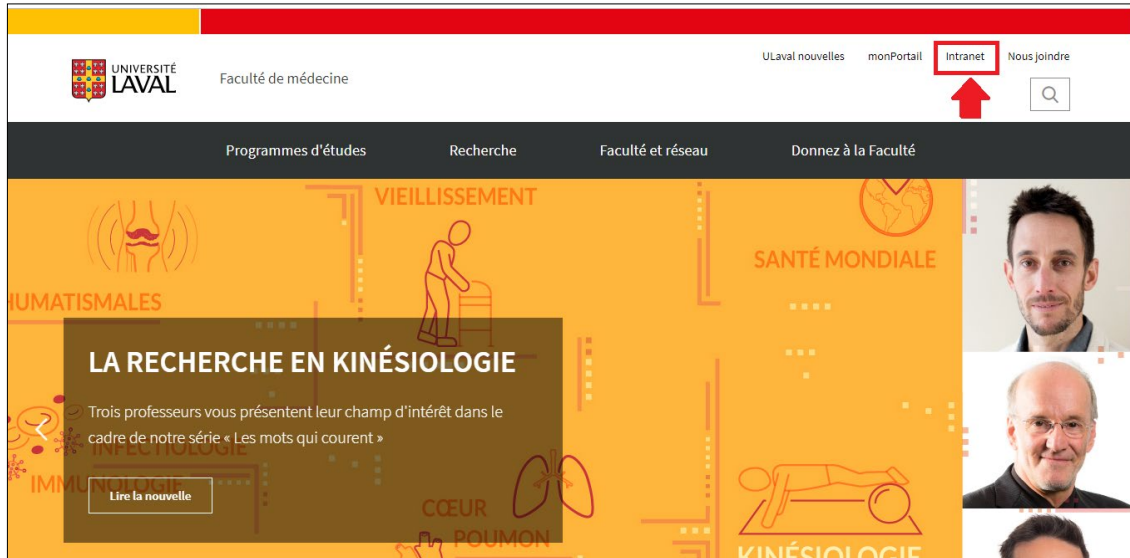 ULaval nouvelles monPortail Intranet Nous joindre
UNIVERSITÉ
LAVAL
Faculté de médecine
Programmes d'études Recherche Faculté et réseau Donnez à la Faculté
VIEILLISSEMENT
SANTÉ MONDIALE
HUMATISMALES
LA RECHERCHE EN KINÉSIOLOGIE
Trois professeurs vous présentent leur champ d'intérêt dans le
cadre de notre série « Les mots qui courent »
INFECTIOLOGIE
IMMUNOLOGIE
Lire la nouvelle
CŒUR
POUMON
KINÉSIOLOGIE